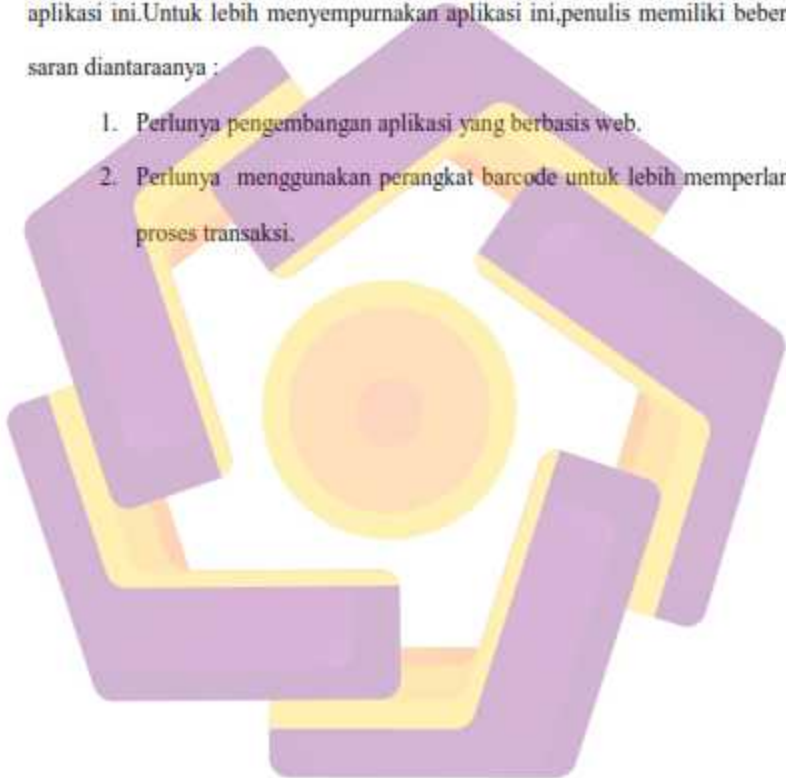 aplikasi ini.Untuk lebih menyempurnakan aplikasi ini,penulis memiliki beber
saran diantaraanya :
1. Perlunya pengembangan aplikasi yang berbasis web.
2. Perlunya menggunakan perangkat barcode untuk lebih memperlan
proses transaksi.